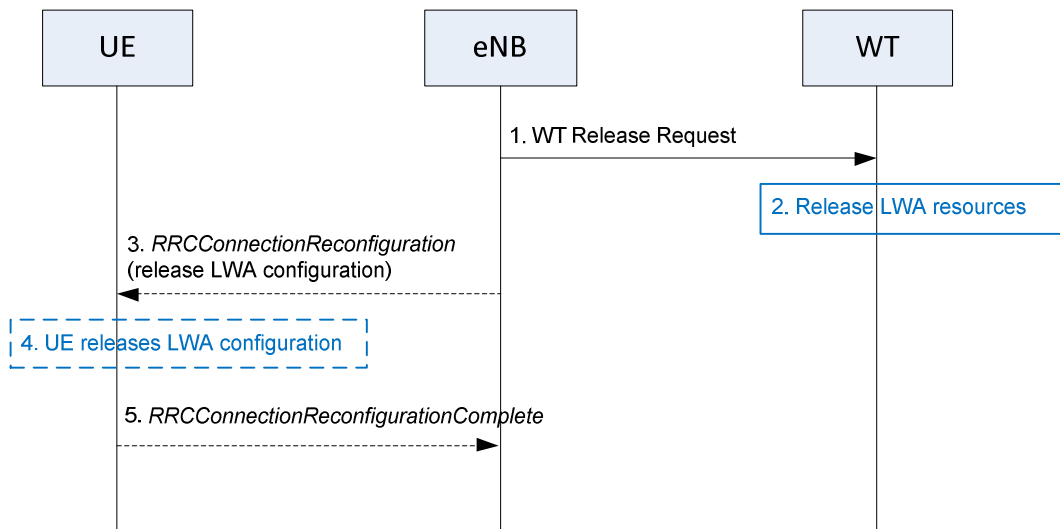 UE
eNB
WT
1. WT Release Request
2. Release LWA resources
3. RRCConnectionReconfiguration
(release LWA configuration)
4. UE releases LWA configuration
5. RRCConnectionReconfigurationComplete